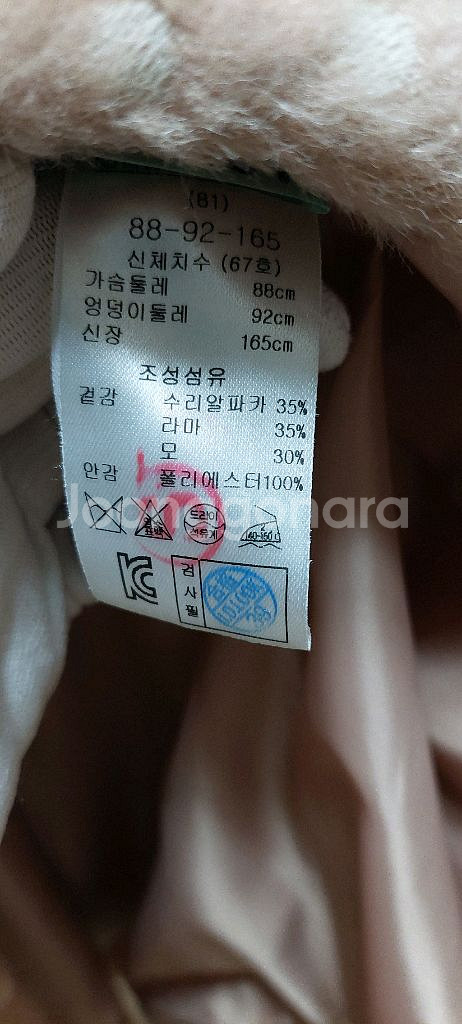 (81)
88-92-165
신체치수 (67호)
가슴둘레 88cm
엉덩이둘레 92cm
신장 165cm
조성섬유
겉감 수리알파카 35%
라마 35%
모 30%
안감 폴리에스터100%
Joonggonara
드라이
석유계
검사필